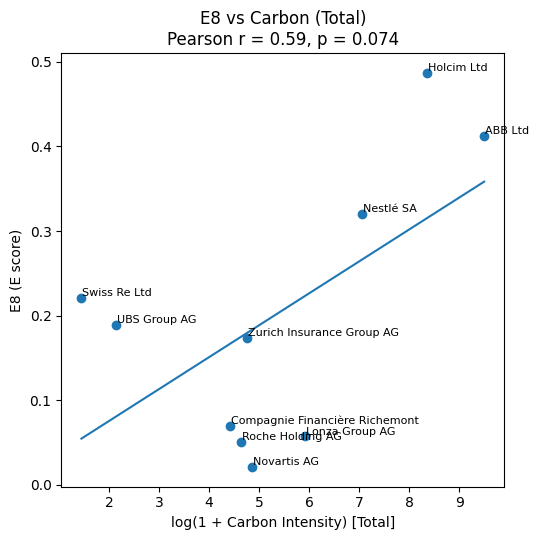 E8 vs Carbon (Total)
Pearson r = 0.59, p = 0.074
Holcim Ltd
ABB Ltd
Nestlé SA
Swiss Re Ltd
UBS Group AG
Zurich Insurance Group AG
Compagnie Financière Richemont
Lonza Group AG
Roche Holding AG
Novartis AG
0.5
0.4
0.3
0.2
0.1
0.0
E8 (E score)
2 3 4 5 6 7 8 9
log(1 + Carbon Intensity) [Total]